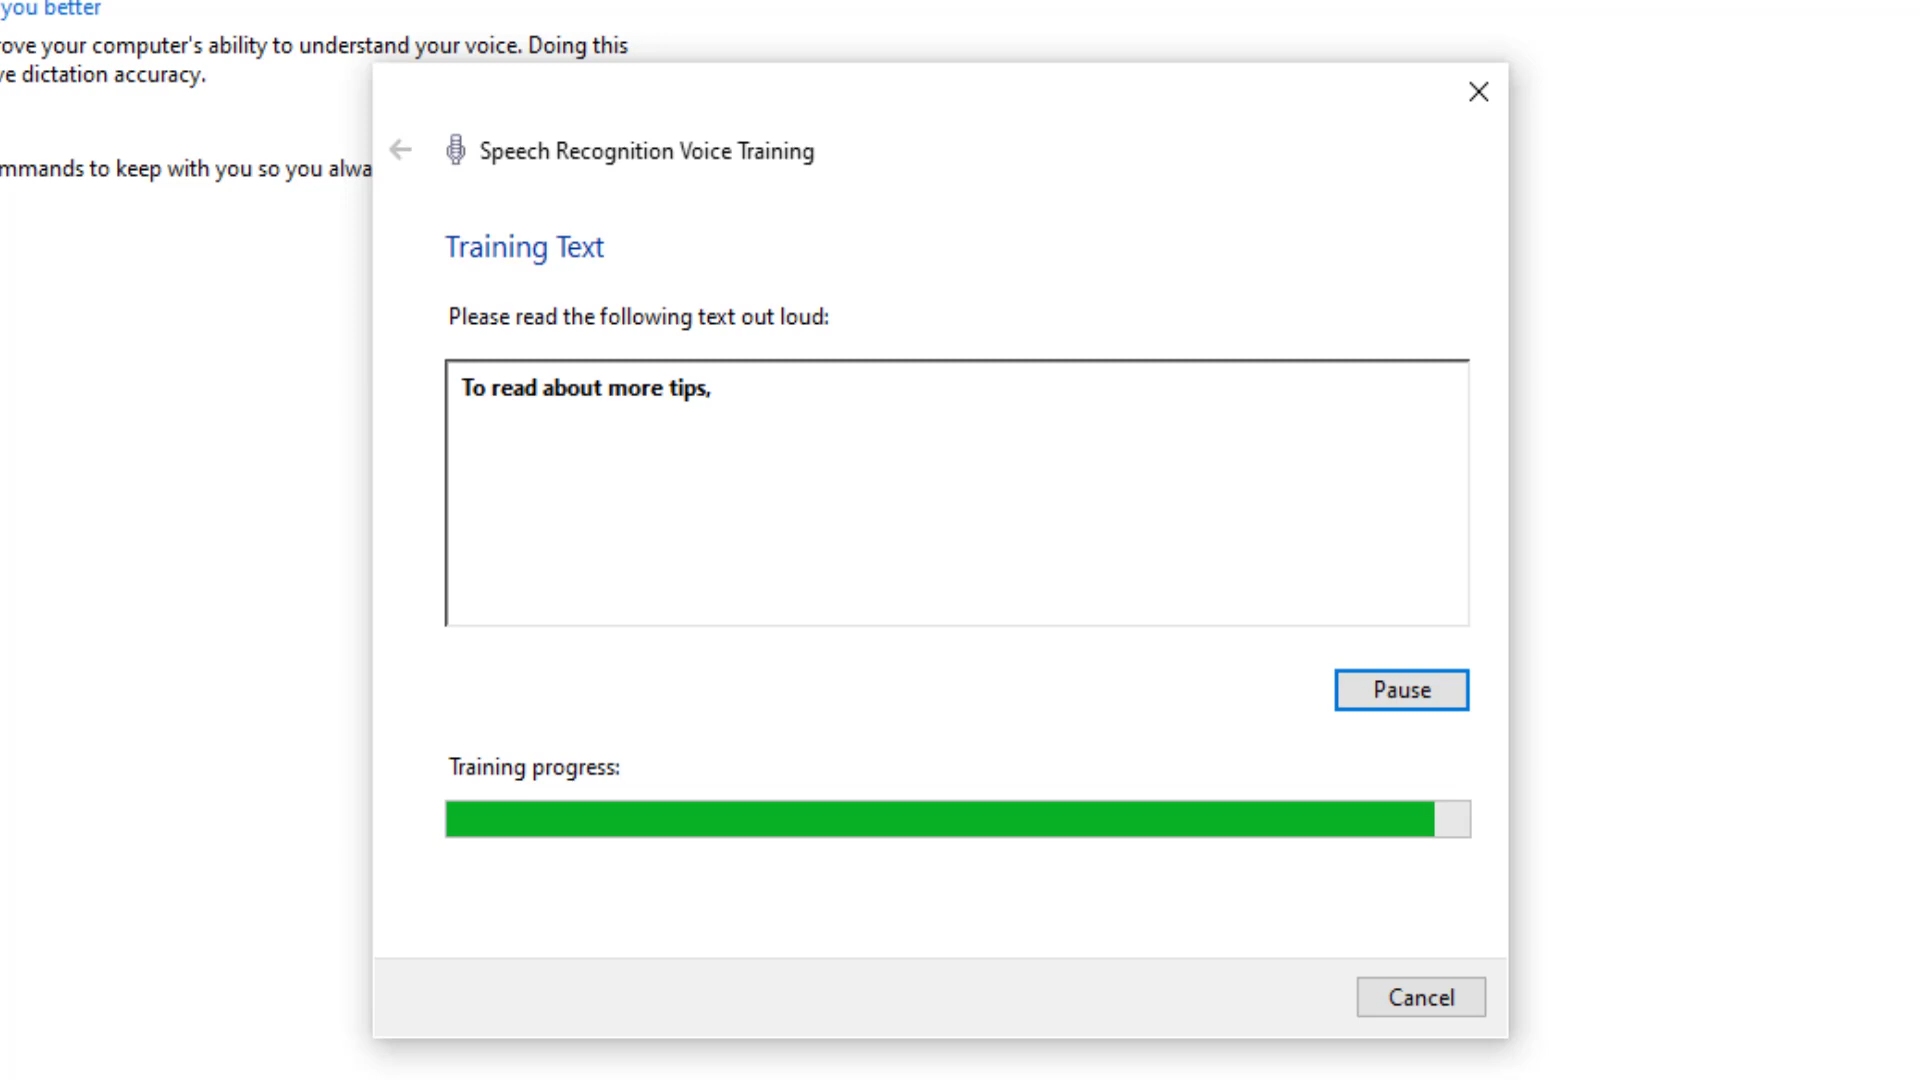 you better
ove your computer's ability to understand your voice. Doing this
ve dictation accuracy.
mmands to keep with you so you alwa
Speech Recognition Voice Training
Training Text
Please read the following text out loud:
To read about more tips,
Pause
Training progress:
Cancel